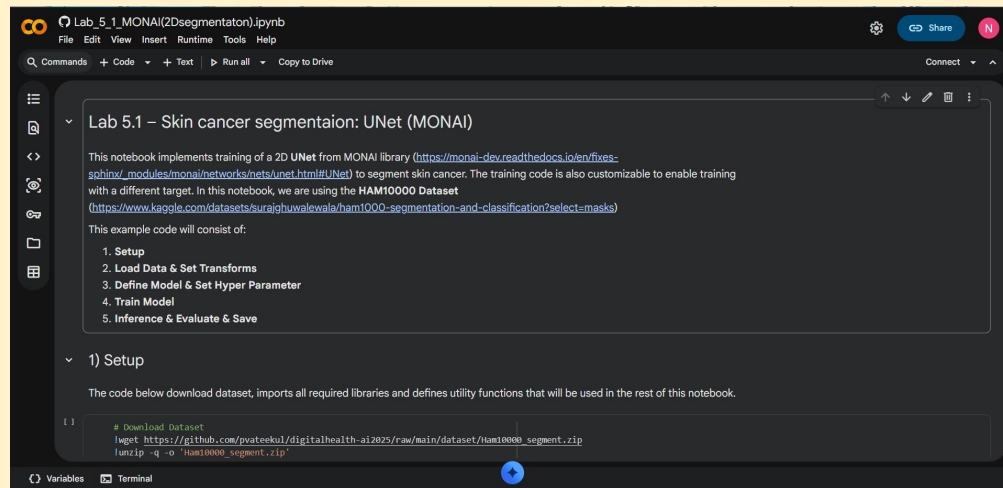 Lab_5_1_MONAI(2Dsegmentaton).ipynb
File Edit View Insert Runtime Tools Help
Share
N
Commands + Code + Text Run all Copy to Drive
Connect
Lab 5.1 – Skin cancer segmentaion: UNet (MONAI)
This notebook implements training of a 2D UNet from MONAI library (https://monai-dev.readthedocs.io/en/fixes-
sphinx/_modules/monai/networks/nets/unet.html#UNet) to segment skin cancer. The training code is also customizable to enable training
with a different target. In this notebook, we are using the HAM10000 Dataset
(https://www.kaggle.com/datasets/surajghuwalewala/ham1000-segmentation-and-classification?select=masks)
This example code will consist of:
1. Setup
2. Load Data & Set Transforms
3. Define Model & Set Hyper Parameter
4. Train Model
5. Inference & Evaluate & Save
1) Setup
The code below download dataset, imports all required libraries and defines utility functions that will be used in the rest of this notebook.
[ ]
# Download Dataset
!wget https://github.com/pvateekul/digitalhealth-ai2025/raw/main/dataset/Ham10000_segment.zip
!unzip -q -o 'Ham10000_segment.zip'
{} Variables Terminal